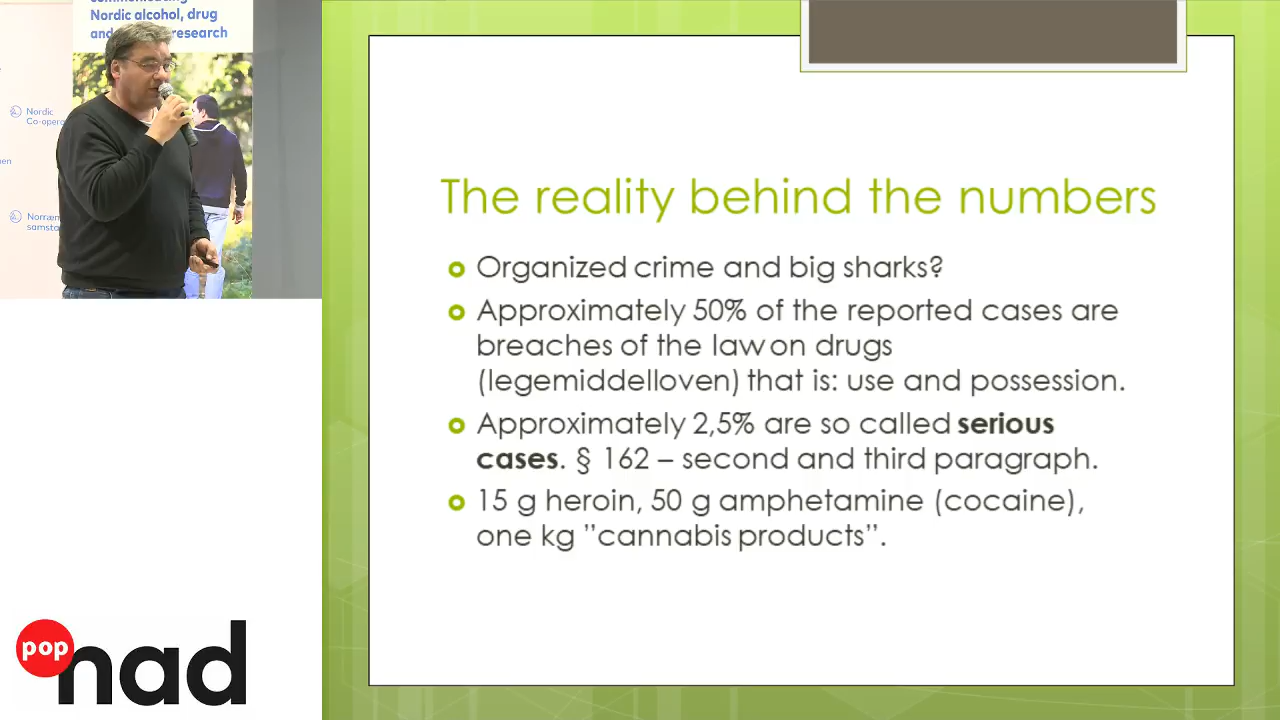 Nordic alcohol, drug
and research
Nordic
Co-opera
Norræn
samsta
pop
nad
The reality behind the numbers
Organized crime and big sharks?
Approximately 50% of the reported cases are
breaches of the law on drugs
(legemiddelloven) that is: use and possession.
Approximately 2,5% are so called serious
cases. § 162 – second and third paragraph.
15 g heroin, 50 g amphetamine (cocaine),
one kg ”cannabis products”.